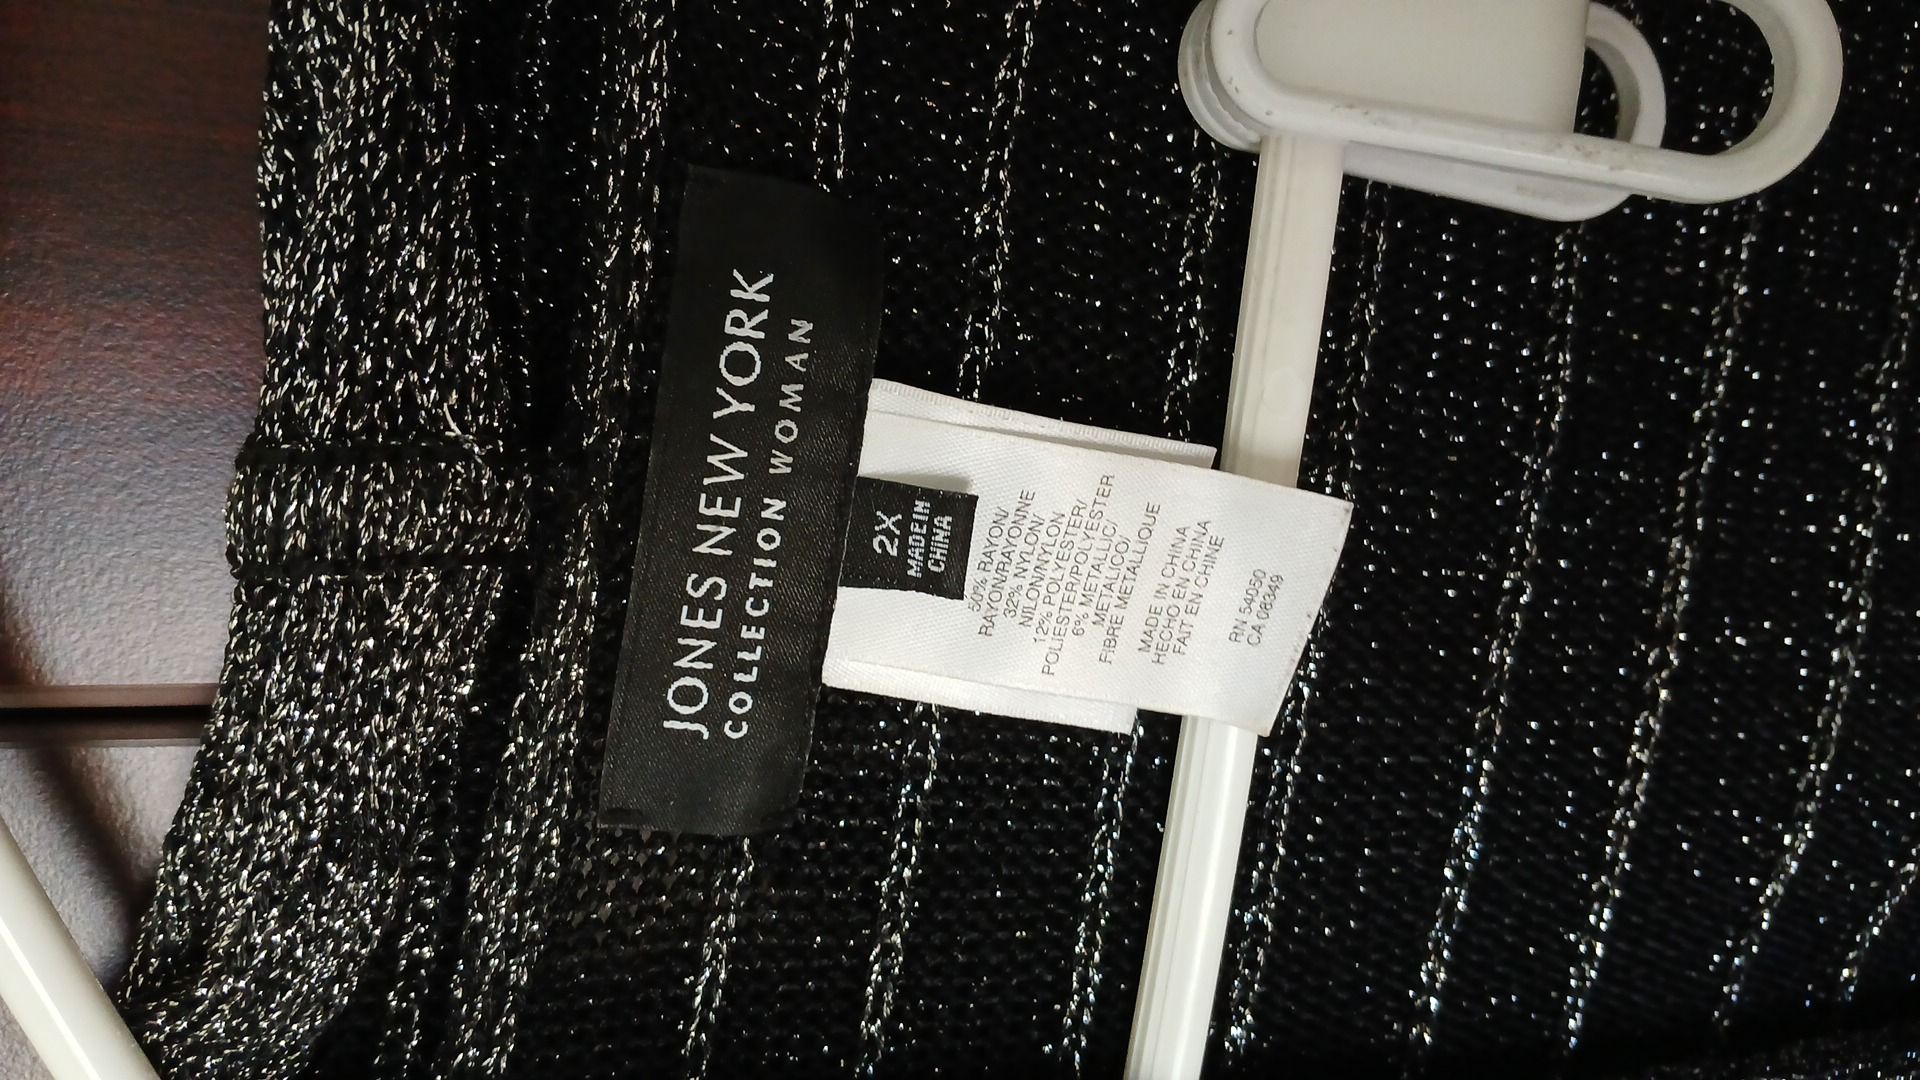 JONES NEW YORK
COLLECTION WOMAN
2X
MADE IN
CHINA
50% RAYON/
RAYON/RAYONNE
32% NYLON/
NILON/NYLON
12% POLYESTER/
POLIESTER/POLYESTER
6% METALLIC/
METALICO/
FIBRE METALLIQUE
MADE IN CHINA
HECHO EN CHINA
FAIT EN CHINE
RN 54050
CA 08349